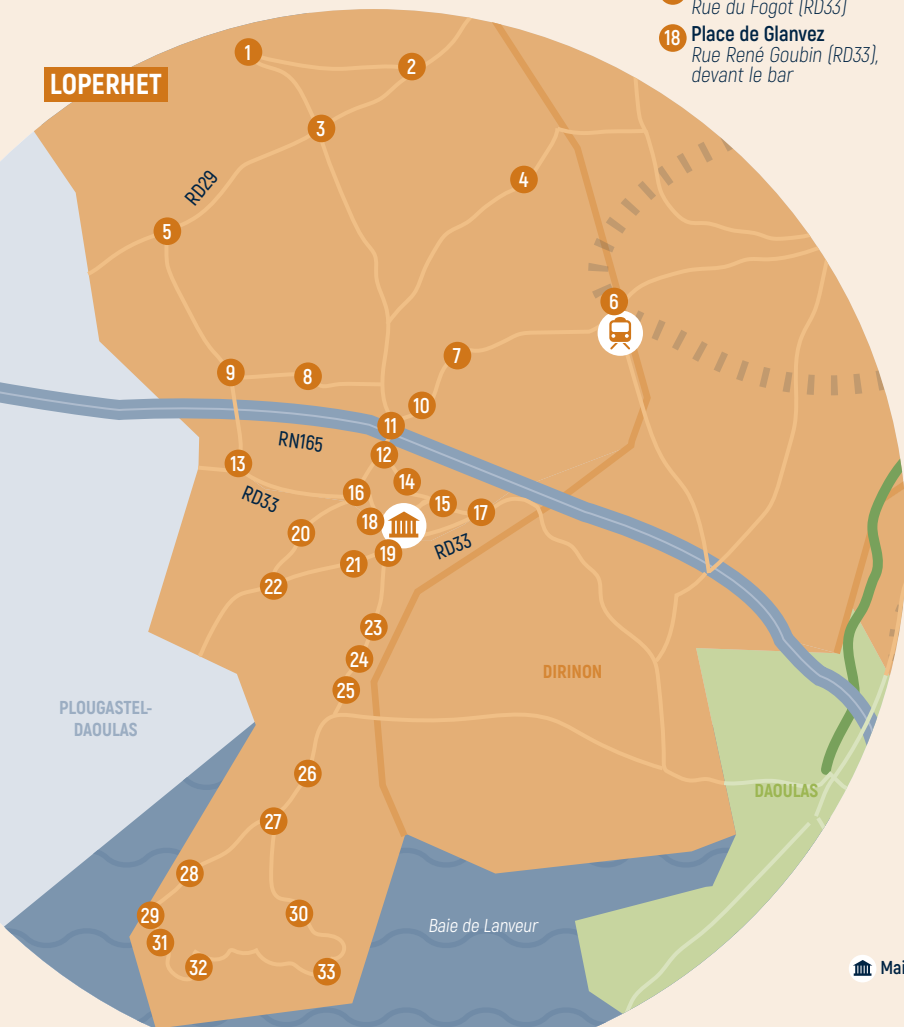 Rue du Fogot (RD33)
18 Place de Glanvez
Rue René Goubin (RD33),
devant le bar
LOPERHET
1
2
3
4
RD29
5
6
7
9
8
10
11
RN165
12
13
14
RD33
16
15
17
18
20
19
RD33
21
22
23
24
DIRINON
25
PLOUGASTEL-
DAOULAS
26
DAOULAS
27
28
29
30
Baie de Lanveur
31
32
33